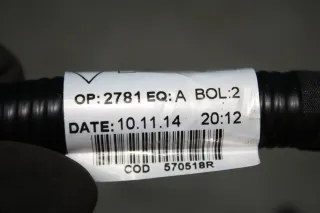 OP:2781 EQ:A BOL:2
DATE: 10.11.14 20:12
COD 570518R